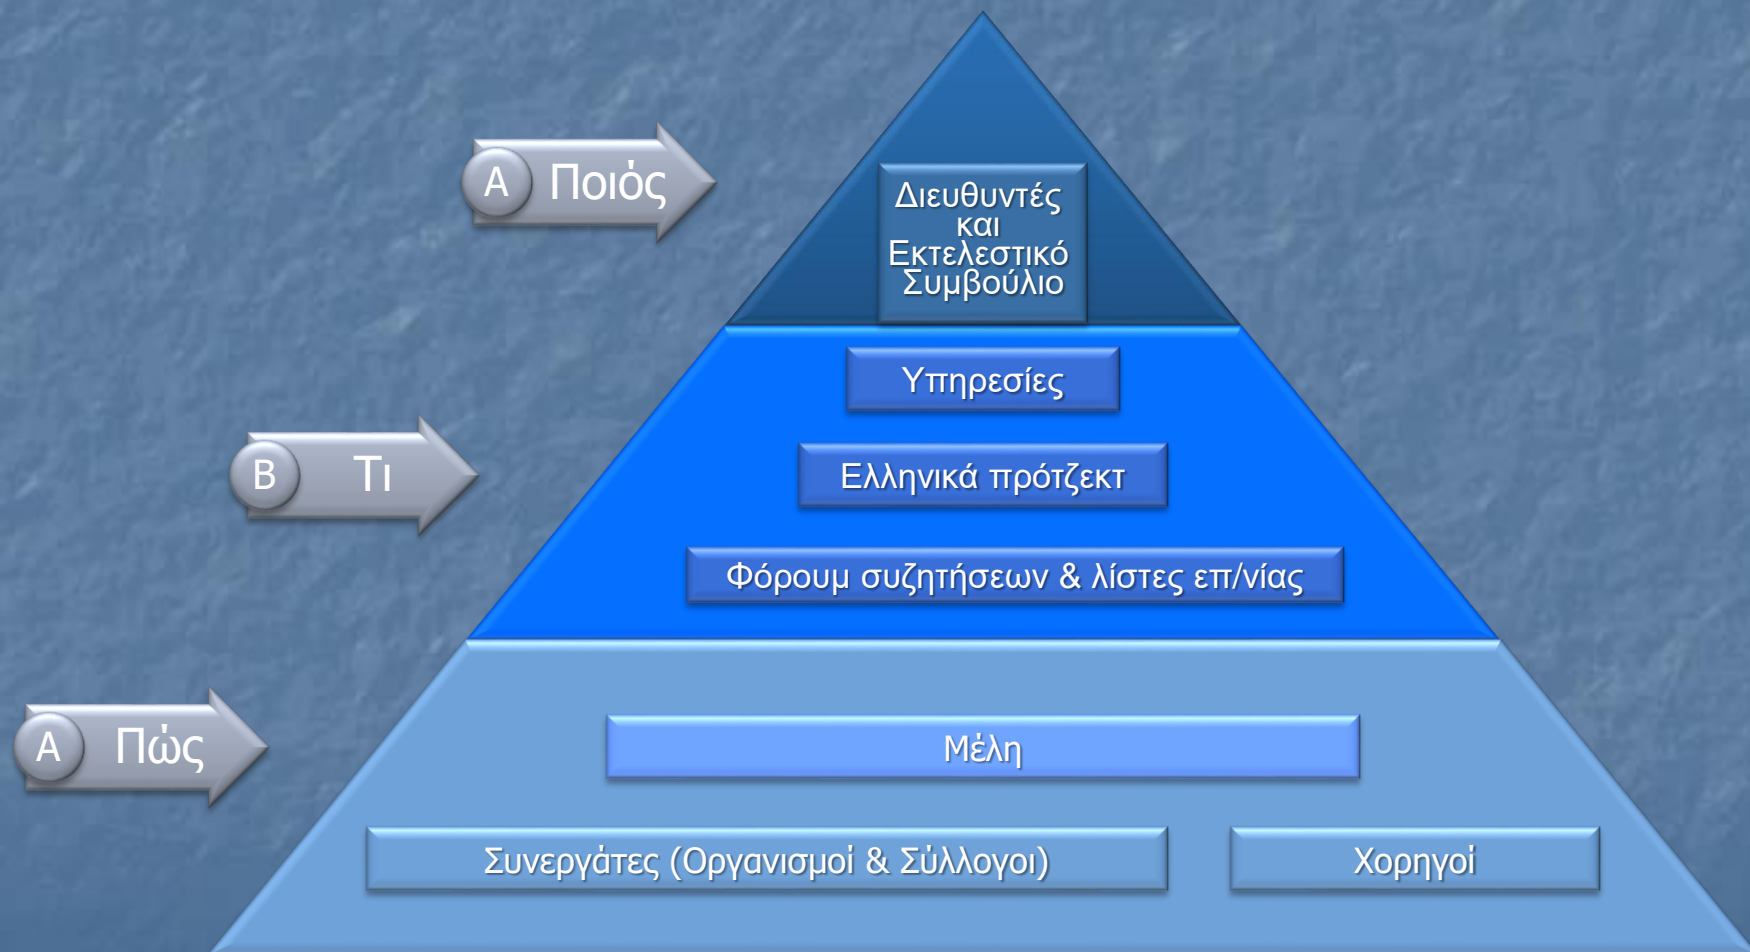 Α Ποιός
Διευθυντές
και
Εκτελεστικό
Συμβούλιο
Υπηρεσίες
Β Τι
Ελληνικά πρότζεκτ
Φόρουμ συζητήσεων & λίστες επ/νίας
Α Πώς
Μέλη
Συνεργάτες (Οργανισμοί & Σύλλογοι)
Χορηγοί